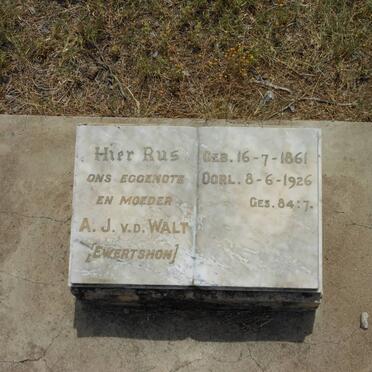 Hier Rus
ONS EGGENOTE
EN MOEDER
A. J. v.d. WALT
[EWERTSHON]
GEB. 16-7-1861
OORL. 8-6-1926
GES. 84:7.